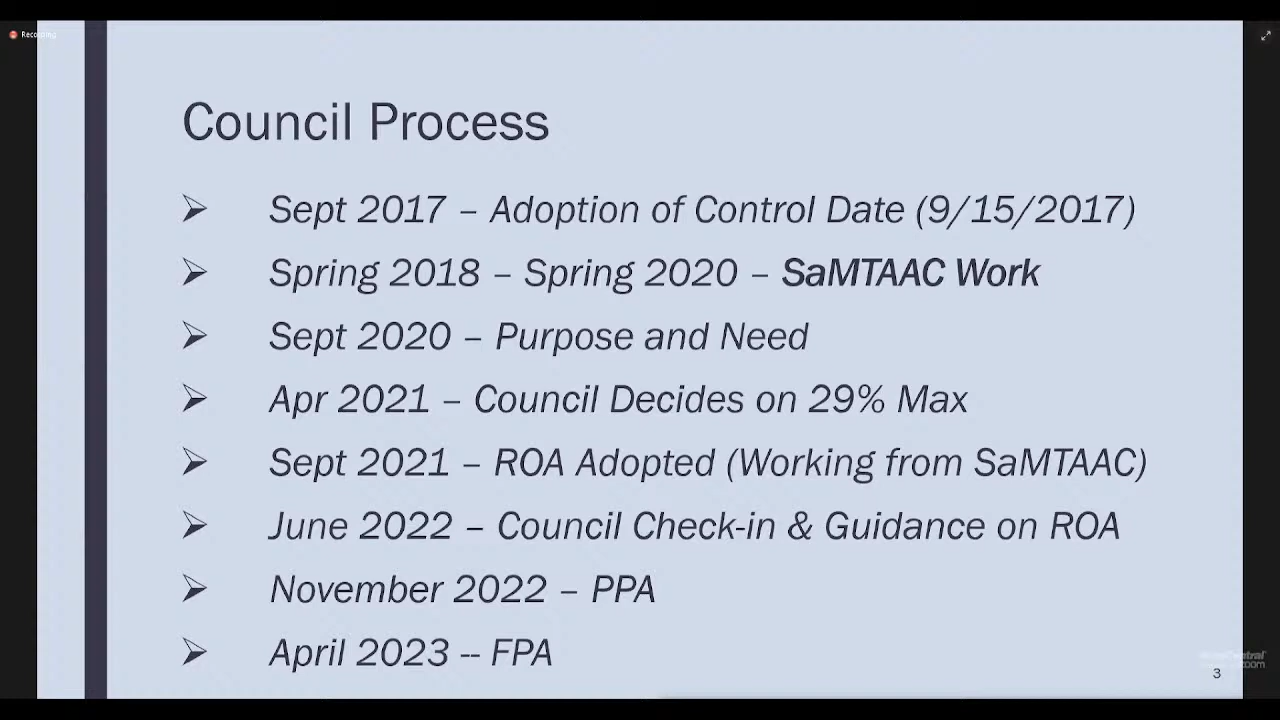 Recording
Council Process
Sept 2017 – Adoption of Control Date (9/15/2017)
Spring 2018 – Spring 2020 – SaMTAAC Work
Sept 2020 – Purpose and Need
Apr 2021 – Council Decides on 29% Max
Sept 2021 – ROA Adopted (Working from SaMTAAC)
June 2022 – Council Check-in & Guidance on ROA
November 2022 – PPA
April 2023 -- FPA
zoom
3